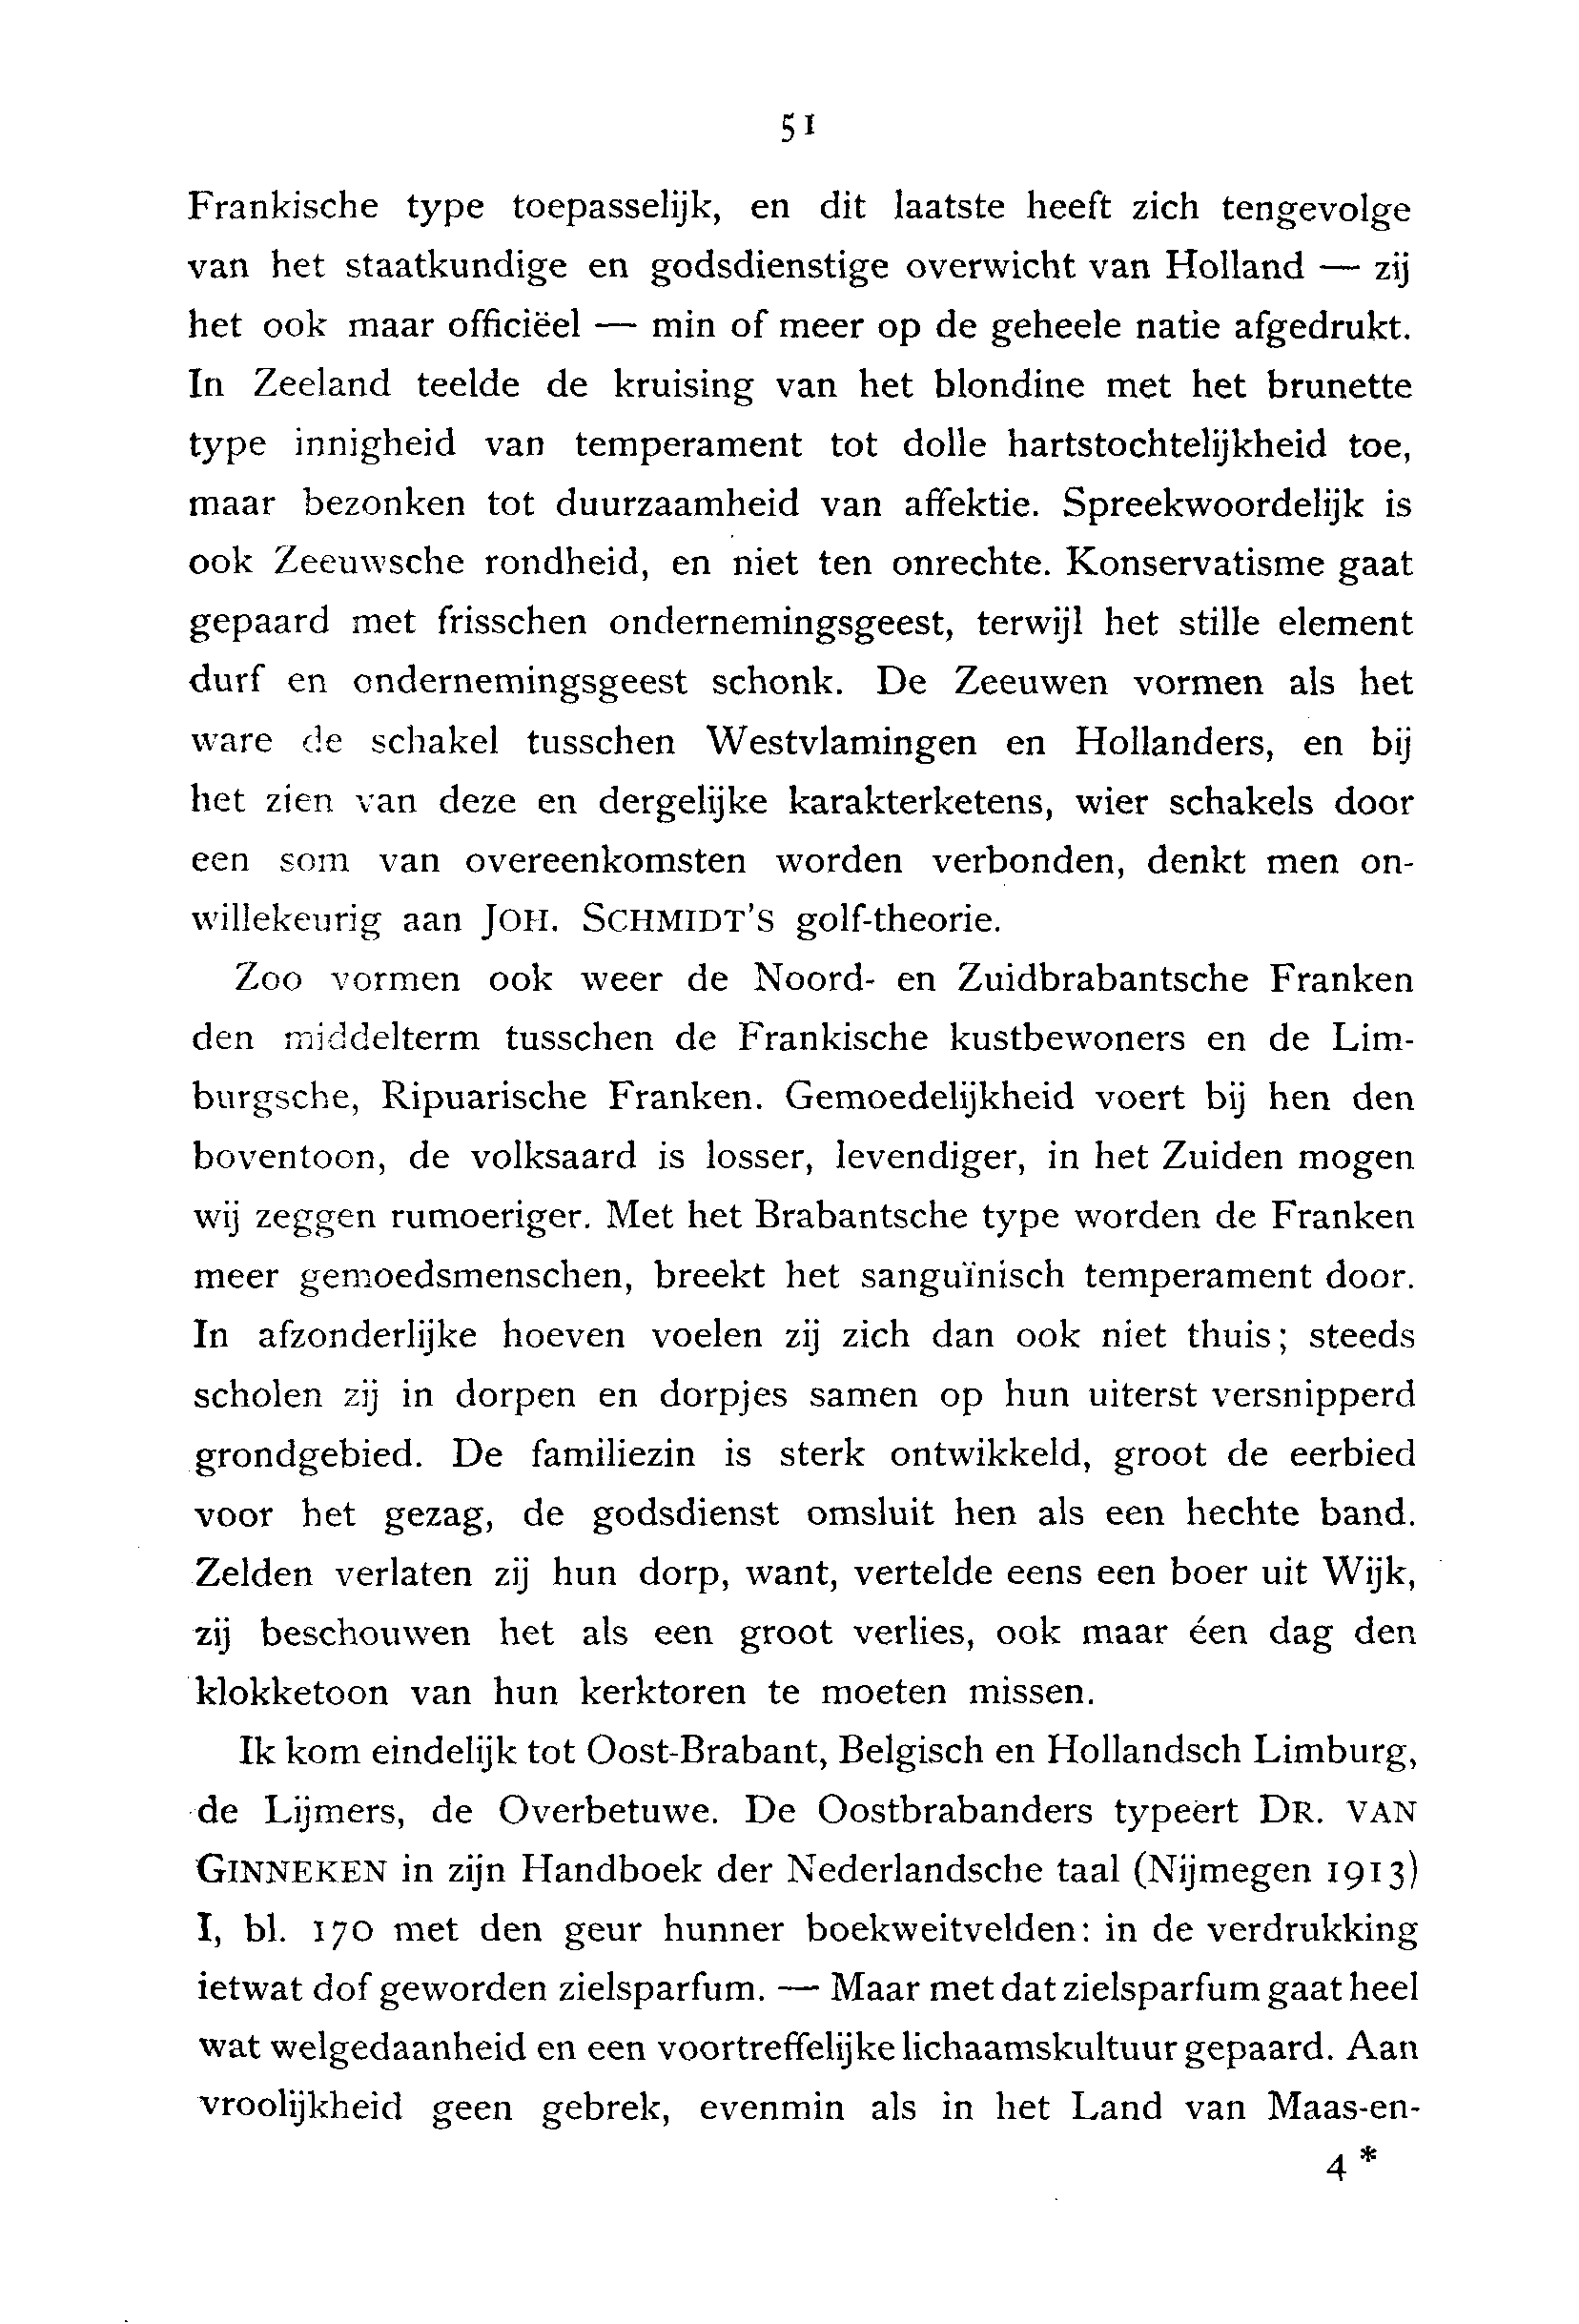 51
Frankische type toepasselijk, en dit laatste heeft zich tengevolge
van het staatkundige en godsdienstige overwicht van Holland — zij
het ook maar officiëel — min of meer op de geheele natie afgedrukt.
In Zeeland teelde de kruising van het blondine met het brunette
type innigheid van temperament tot dolle hartstochtelijkheid toe,
maar bezonken tot duurzaamheid van affektie. Spreekwoordelijk is
ook Zeeuwsche rondheid, en niet ten onrechte. Konservatisme gaat
gepaard met frisschen ondernemingsgeest, terwijl het stille element
durf en ondernemingsgeest schonk. De Zeeuwen vormen als het
ware de schakel tusschen Westvlamingen en Hollanders, en bij
het zien van deze en dergelijke karakterketens, wier schakels door
een som van overeenkomsten worden verbonden, denkt men on-
willekeurig aan JOH. SCHMIDT'S golf-theorie.
Zoo vormen ook weer de Noord- en Zuidbrabantsche Franken
den middelterm tusschen de Frankische kustbewoners en de Lim-
burgsche, Ripuarische Franken. Gemoedelijkheid voert bij hen den
boventoon, de volksaard is losser, levendiger, in het Zuiden mogen
wij zeggen rumoeriger. Met het Brabantsche type worden de Franken
meer gemoedsmenschen, breekt het sanguïnisch temperament door.
In afzonderlijke hoeven voelen zij zich dan ook niet thuis; steeds
scholen zij in dorpen en dorpjes samen op hun uiterst versnipperd
grondgebied. De familiezin is sterk ontwikkeld, groot de eerbied
voor het gezag, de godsdienst omsluit hen als een hechte band.
Zelden verlaten zij hun dorp, want, vertelde eens een boer uit Wijk,
zij beschouwen het als een groot verlies, ook maar éen dag den
klokketoon van hun kerktoren te moeten missen.
Ik kom eindelijk tot Oost-Brabant, Belgisch en Hollandsch Limburg,
de Lijmers, de Overbetuwe. De Oostbrabanders typeert DR. VAN
GINNEKEN in zijn Handboek der Nederlandsche taal (Nijmegen 1913)
I, bl. 170 met den geur hunner boekweitvelden: in de verdrukking
ietwat dof geworden zielsparfum. — Maar met dat zielsparfum gaat heel
wat welgedaanheid en een voortreffelijke lichaamskultuur gepaard. Aan
vroolijkheid geen gebrek, evenmin als in het Land van Maas-en-
4 *